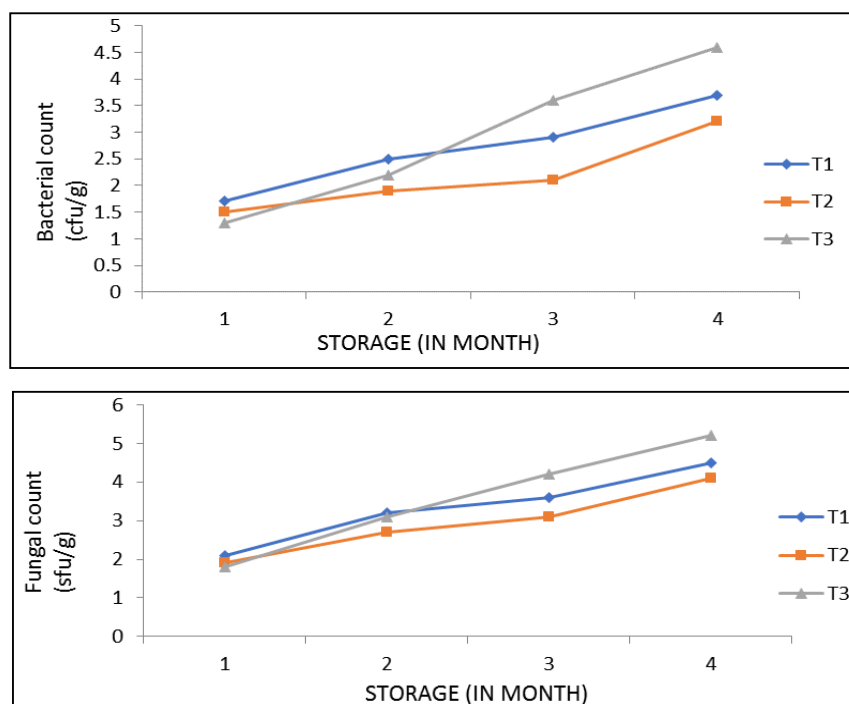 5
4.5
4
3.5
3
2.5
2
1.5
1
0.5
0
Bacterial count
(cfu/g)
1 2 3 4
STORAGE (IN MONTH)
T1
T2
T3
6
5
4
3
2
1
0
Fungal count
(sfu/g)
1 2 3 4
STORAGE (IN MONTH)
T1
T2
T3